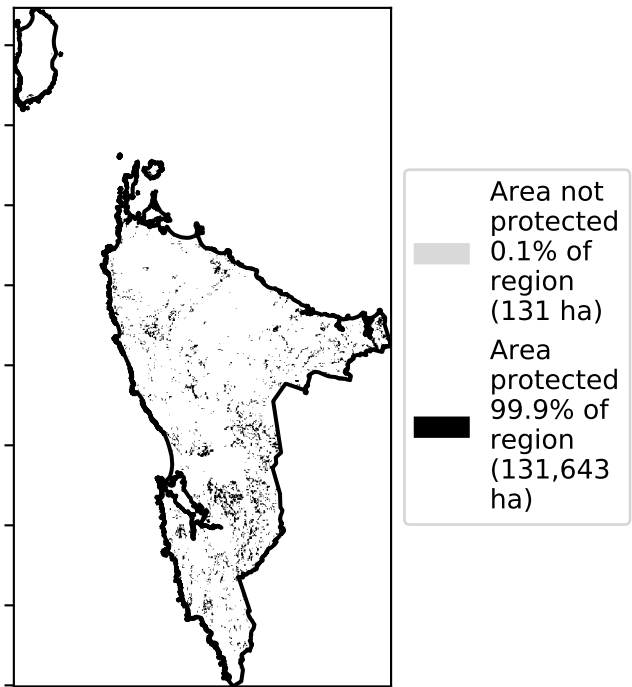 Area not
protected
0.1% of
region
(131 ha)
Area
protected
99.9% of
region
(131,643
ha)